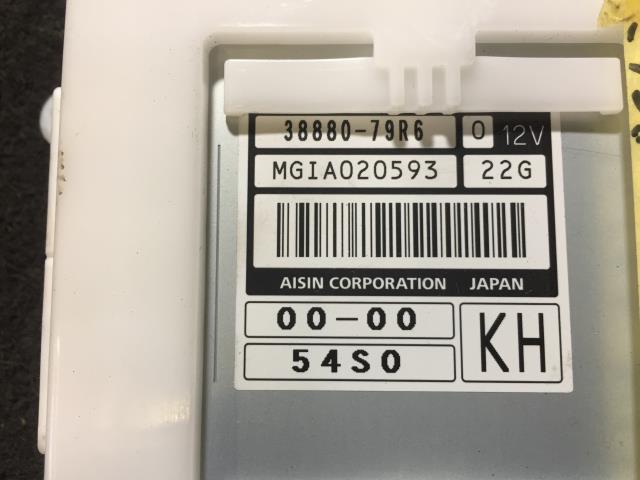 38880-79R6 0 12V
MGIA020593 22G
AISIN CORPORATION JAPAN
00-00 KH
54S0